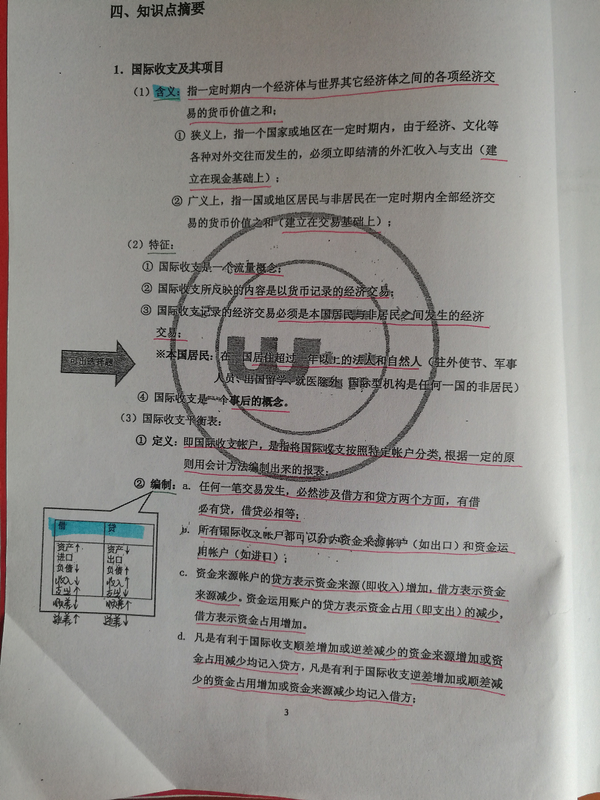 四、知识点摘要
1. 国际收支及其项目
（1）含义：指一定时期内一个经济体与世界其它经济体之间的各项经济交
易的货币价值之和；
① 狭义上，指一个国家或地区在一定时期内，由于经济、文化等
各种对外交往而发生的，必须立即结清的外汇收入与支出（建
立在现金基础上）；
② 广义上，指一国或地区居民与非居民在一定时期内全部经济交
易的货币价值之和（建立在交易基础上）；
（2）特征：
① 国际收支是一个流量概念；
② 国际收支所反映的内容是以货币记录的经济交易；
③ 国际收支记录的经济交易必须是本国居民与非居民之间发生的经济
交易；
可出选择题
※本国居民：在一国居住超过一年以上的法人和自然人（驻外使节、军事
人员、出国留学、就医除外，国际型机构是任何一国的非居民）
④ 国际收支是一个事后的概念。
（3）国际收支平衡表：
① 定义：即国际收支帐户，是指将国际收支按照特定帐户分类，根据一定的原
则用会计方法编制出来的报表；
② 编制：a. 任何一笔交易发生，必然涉及借方和贷方两个方面，有借
必有贷，借贷必相等；
b. 所有国际收支帐户都可以分为资金来源帐户（如出口）和资金运
用帐户（如进口）；
c. 资金来源帐户的贷方表示资金来源（即收入）增加，借方表示资金
来源减少。资金运用账户的贷方表示资金占用（即支出）的减少，
借方表示资金占用增加。
d. 凡是有利于国际收支顺差增加或逆差减少的资金来源增加或资
金占用减少均记入贷方，凡是有利于国际收支逆差增加或顺差减
少的资金占用增加或资金来源减少均记入借方；
借 贷
资产↑ 资产↓
进口 出口
负债↓ 负债↑
收入↓ 收入↑
支出↑ 支出↓
顺差↓ 顺差↑
逆差↑ 逆差↓
3